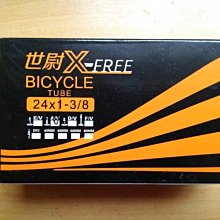 世尉X-FREE
BICYCLE
TUBE
24x1-3/8